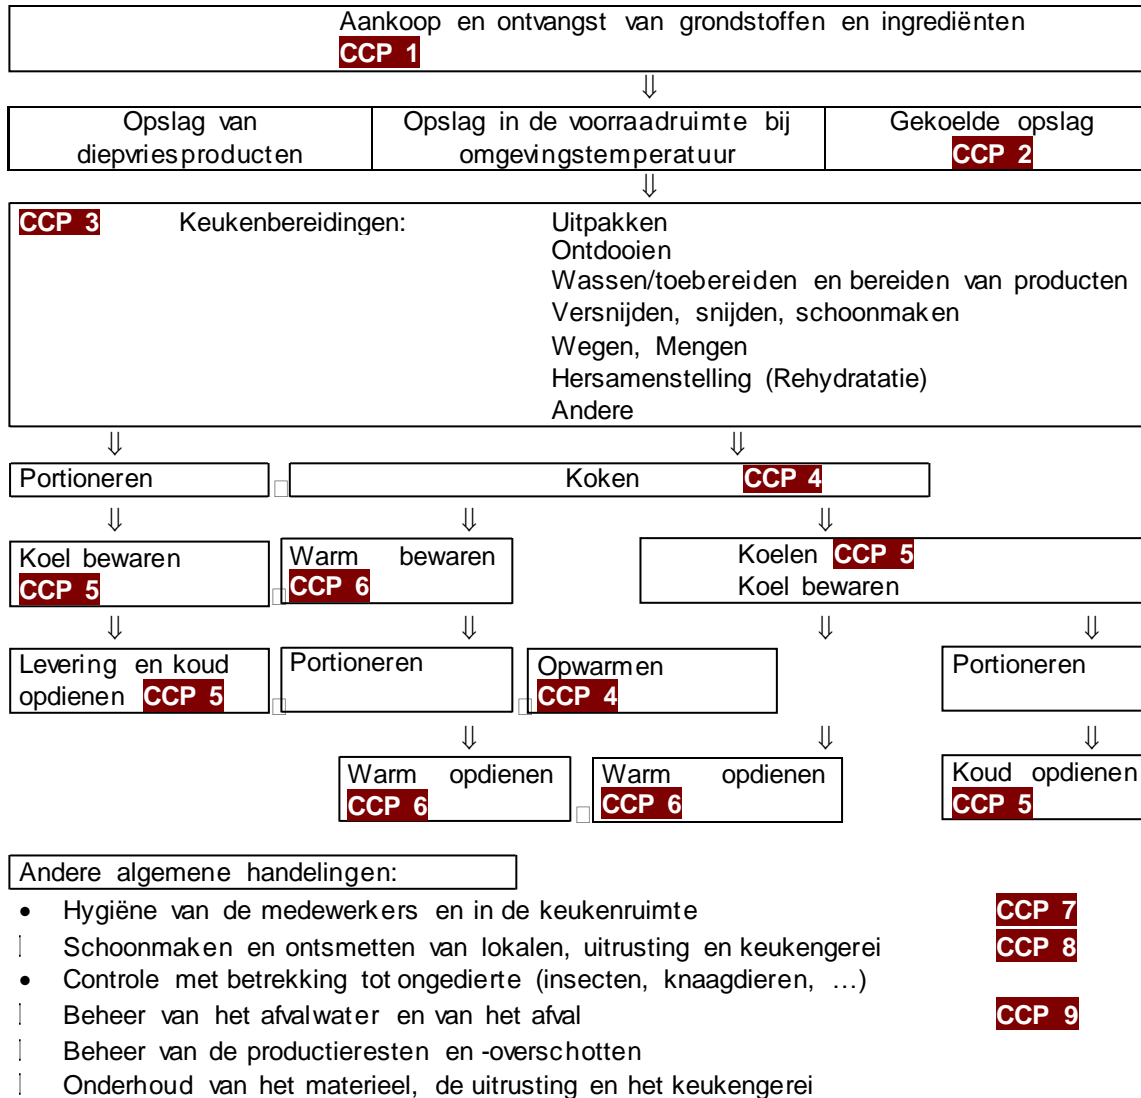 Aankoop en ontvangst van grondstoffen en ingrediënten
CCP 1
⇓
Opslag van diepvriesproducten
Opslag in de voorraadruimte bij omgevingstemperatuur
Gekoelde opslag
CCP 2
⇓
CCP 3 Keukenbereidingen: Uitpakken
Ontdooien
Wassen/toebereiden en bereiden van producten
Versnijden, snijden, schoonmaken
Wegen, Mengen
Hersamenstelling (Rehydratatie)
Andere
⇓ ⇓
Portioneren
Koken CCP 4
⇓ ⇓ ⇓
Koel bewaren
CCP 5
Warm bewaren
CCP 6
Koelen CCP 5
Koel bewaren
⇓ ⇓ ⇓ ⇓
Levering en koud
opdienen CCP 5
Portioneren
Opwarmen
CCP 4
Portioneren
⇓ ⇓ ⇓
Warm opdienen
CCP 6
Warm opdienen
CCP 6
Koud opdienen
CCP 5
Andere algemene handelingen:
• Hygiëne van de medewerkers en in de keukenruimte CCP 7
Schoonmaken en ontsmetten van lokalen, uitrusting en keukengerei CCP 8
• Controle met betrekking tot ongedierte (insecten, knaagdieren, …)
Beheer van het afvalwater en van het afval CCP 9
Beheer van de productieresten en -overschotten
Onderhoud van het materieel, de uitrusting en het keukengerei